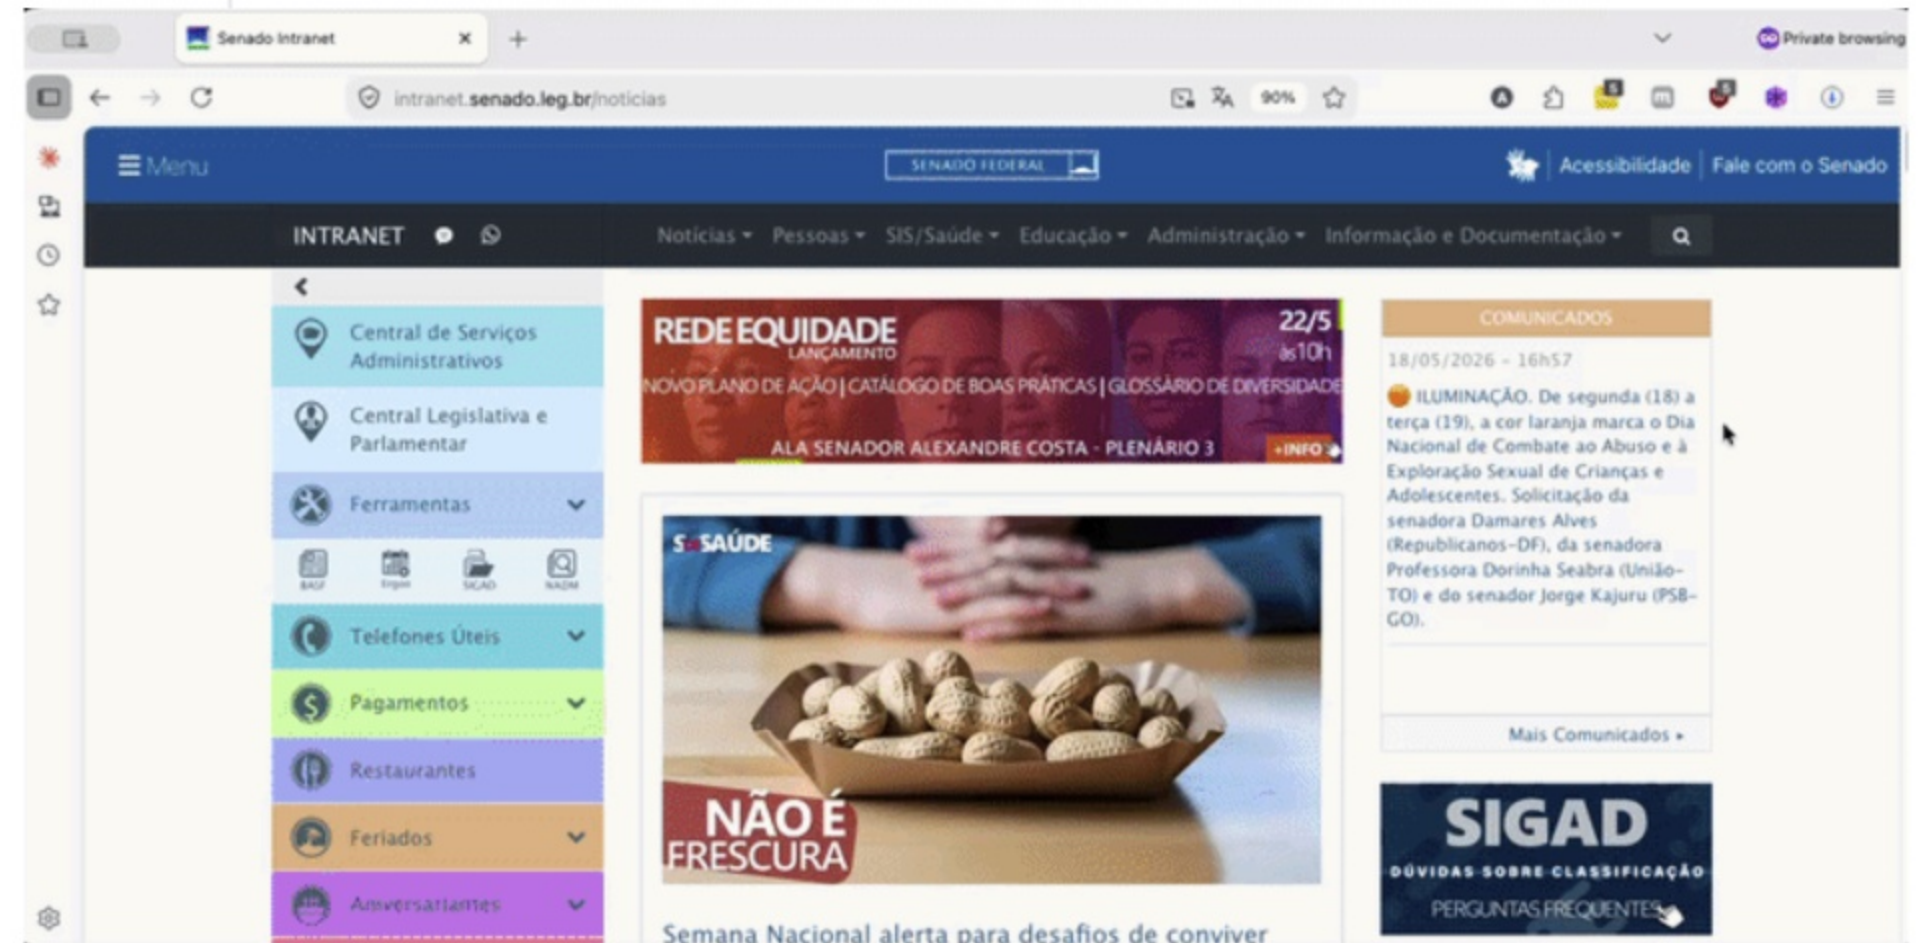 Senado Intranet
Private browsing
intranet.senado.leg.br/noticias
90%
Menu
SENADO FEDERAL
Acessibilidade
Fale com o Senado
INTRANET
Notícias
Pessoas
SIS/Saúde
Educação
Administração
Informação e Documentação
Central de Serviços
Administrativos
Central Legislativa e
Parlamentar
Ferramentas
BASF
Ergon
SIGAD
NADM
Telefones Úteis
Pagamentos
Restaurantes
Feriados
Aniversariantes
REDE EQUIDADE
LANÇAMENTO
22/5
às10h
NOVO PLANO DE AÇÃO | CATÁLOGO DE BOAS PRÁTICAS | GLOSSÁRIO DE DIVERSIDADE
ALA SENADOR ALEXANDRE COSTA - PLENÁRIO 3
+INFO
SAÚDE
NÃO É
FRESCURA
Semana Nacional alerta para desafios de conviver
COMUNICADOS
18/05/2026 - 16h57
ILUMINAÇÃO. De segunda (18) a
terça (19), a cor laranja marca o Dia
Nacional de Combate ao Abuso e à
Exploração Sexual de Crianças e
Adolescentes. Solicitação da
senadora Damares Alves
(Republicanos-DF), da senadora
Professora Dorinha Seabra (União-
TO) e do senador Jorge Kajuru (PSB-
GO).
Mais Comunicados
SIGAD
DÚVIDAS SOBRE CLASSIFICAÇÃO
PERGUNTAS FREQUENTES